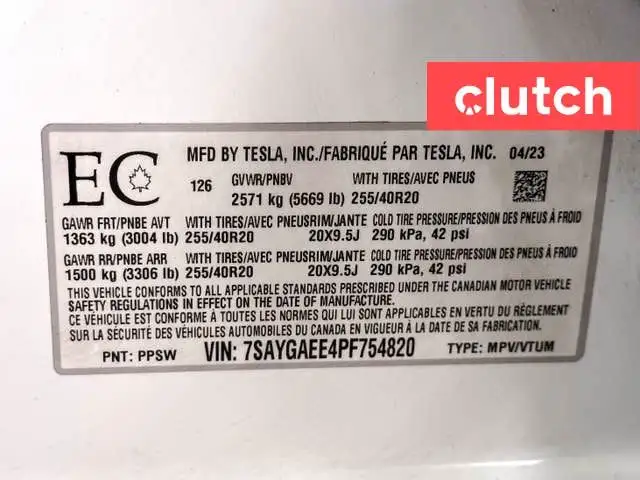 clutch
EC
MFD BY TESLA, INC./FABRIQUÉ PAR TESLA, INC. 04/23
126 GVWR/PNBV WITH TIRES/AVEC PNEUS
2571 kg (5669 lb) 255/40R20
GAWR FRT/PNBE AVT WITH TIRES/AVEC PNEUS RIM/JANTE COLD TIRE PRESSURE/PRESSION DES PNEUS À FROID
1363 kg (3004 lb) 255/40R20 20X9.5J 290 kPa, 42 psi
GAWR RR/PNBE ARR WITH TIRES/AVEC PNEUS RIM/JANTE COLD TIRE PRESSURE/PRESSION DES PNEUS À FROID
1500 kg (3306 lb) 255/40R20 20X9.5J 290 kPa, 42 psi
THIS VEHICLE CONFORMS TO ALL APPLICABLE STANDARDS PRESCRIBED UNDER THE CANADIAN MOTOR VEHICLE
SAFETY REGULATIONS IN EFFECT ON THE DATE OF MANUFACTURE.
CE VÉHICULE EST CONFORME À TOUTES LES NORMES QUI LUI SONT APPLICABLES EN VERTU DU RÈGLEMENT
SUR LA SÉCURITÉ DES VÉHICULES AUTOMOBILES DU CANADA EN VIGUEUR À LA DATE DE SA FABRICATION.
PNT: PPSW VIN: 7SAYGAEE4PF754820 TYPE: MPV/VTUM